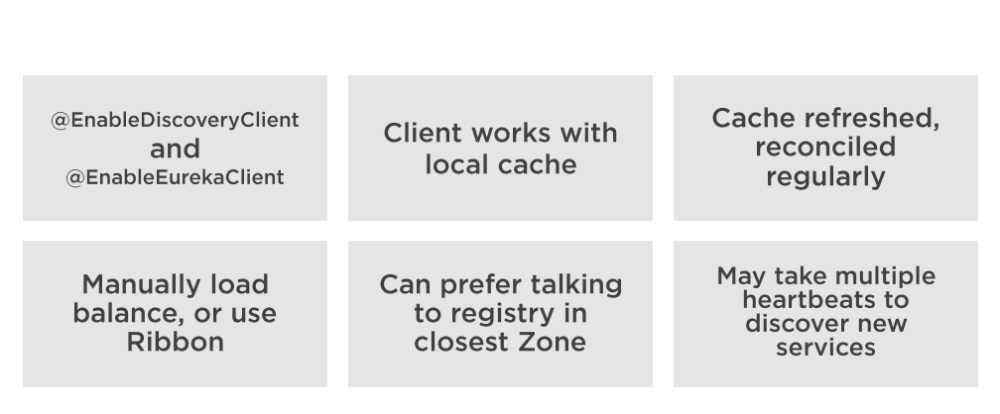 @EnableDiscoveryClient
and
@EnableEurekaClient
Client works with
local cache
Cache refreshed,
reconciled
regularly
Manually load
balance, or use
Ribbon
Can prefer talking
to registry in
closest Zone
May take multiple
heartbeats to
discover new
services